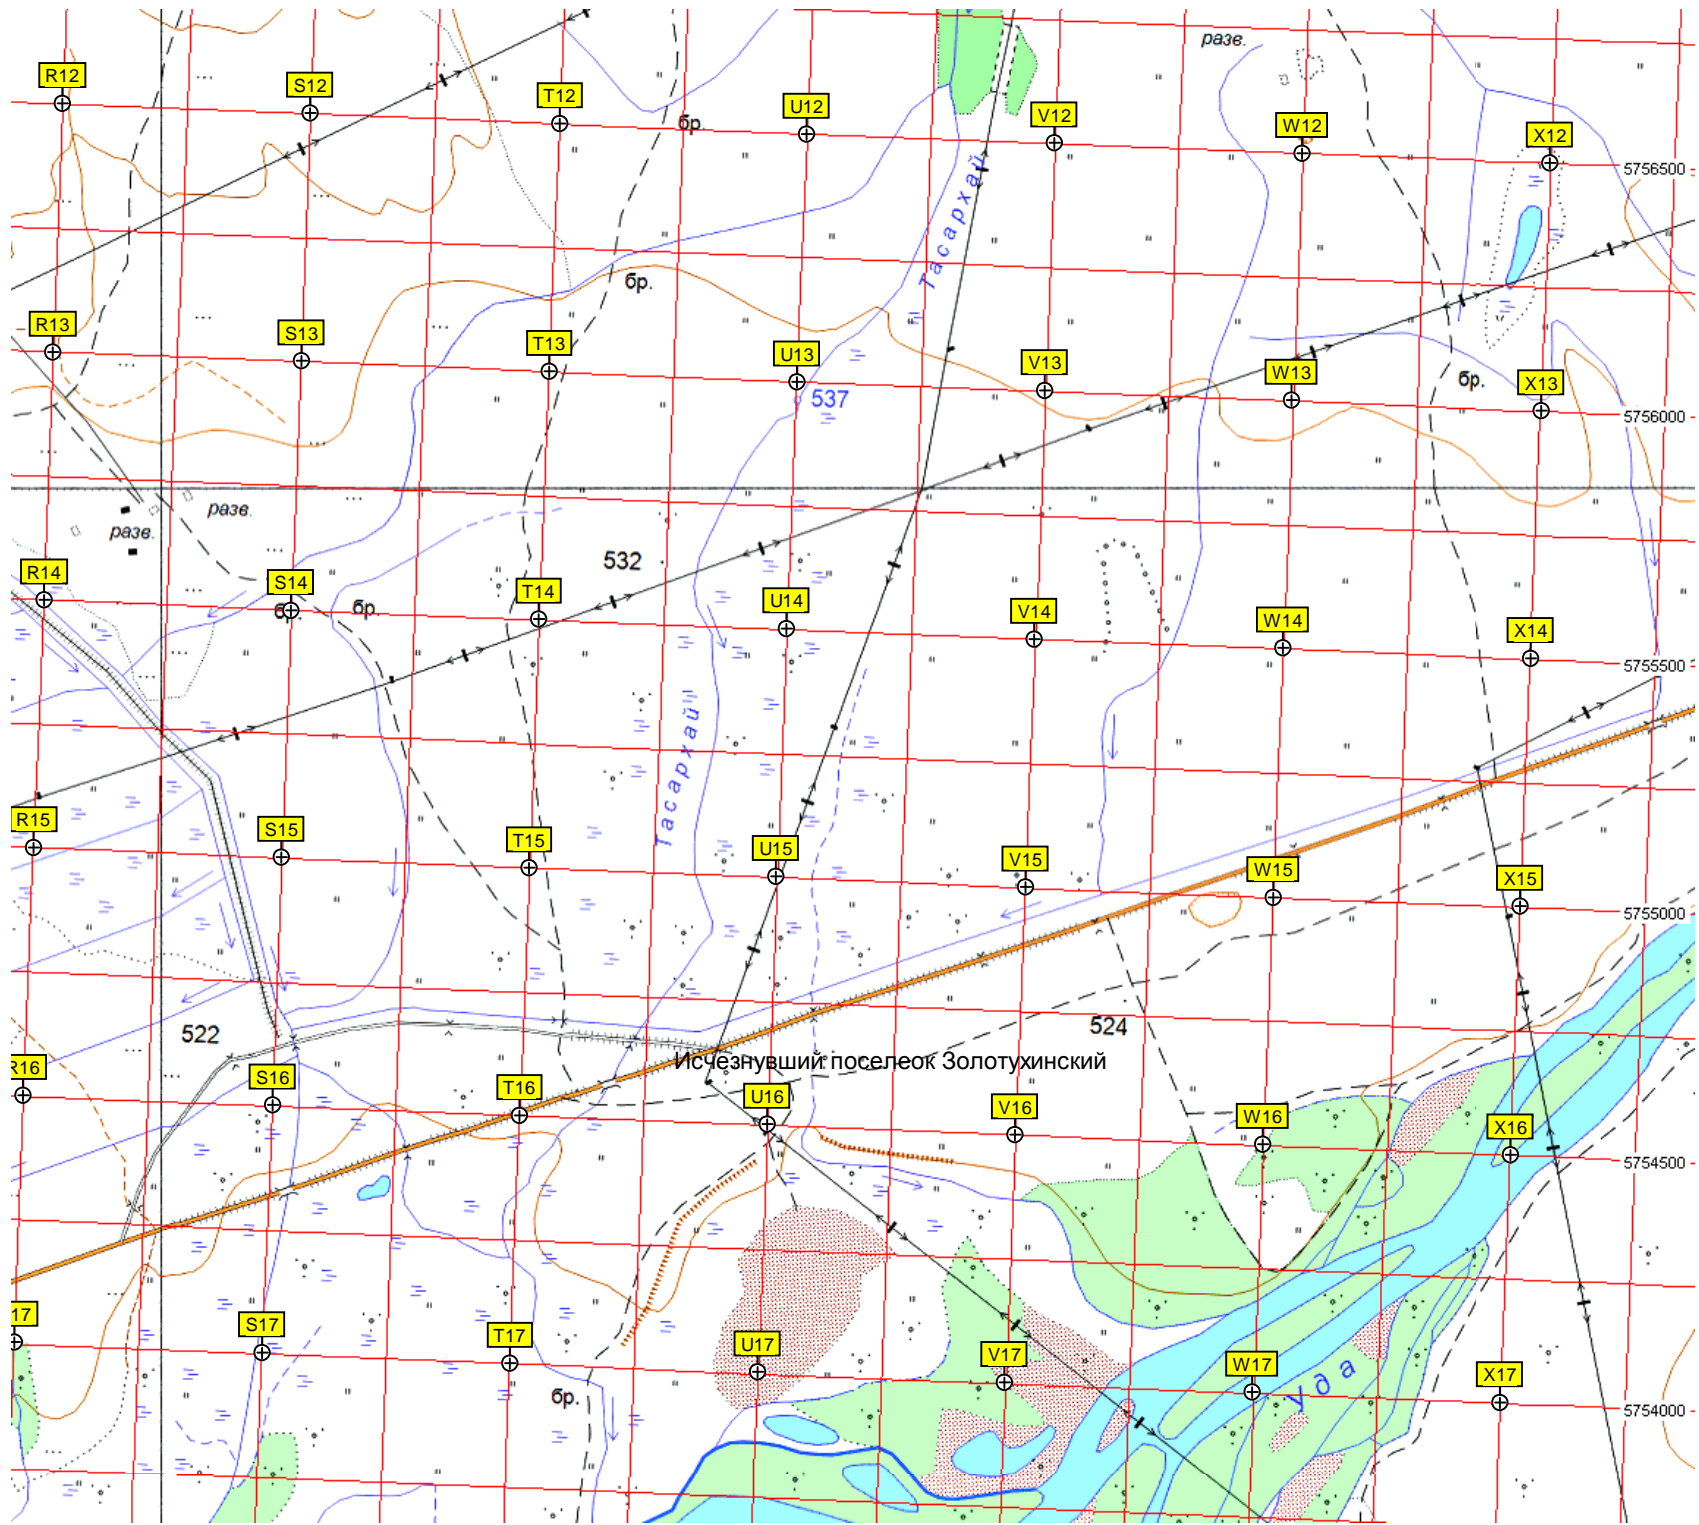 разв.
R12
S12
T12
U12
V12
W12
X12
бр.
5756500
Тасархай
бр.
R13
S13
T13
U13
V13
W13
X13
бр.
537
5756000
разв.
разв.
532
R14
S14
T14
U14
V14
W14
X14
бр.
бр.
5755500
Тасархай
R15
S15
T15
U15
V15
W15
X15
5755000
522
524
Исчезнувший поселеок Золотухинский
R16
S16
T16
U16
V16
W16
X16
5754500
17
S17
T17
U17
V17
W17
X17
Уда
бр.
5754000